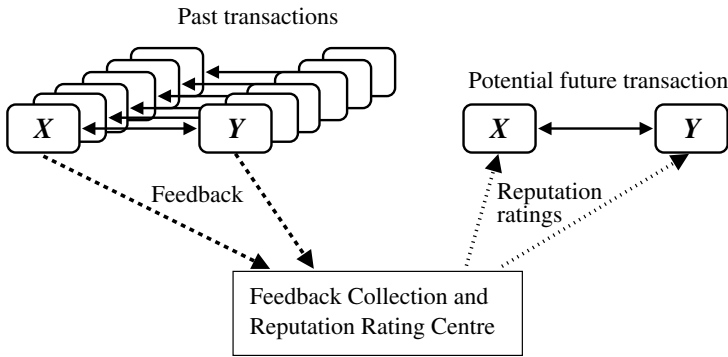 Past transactions
Potential future transaction
X
Y
X
Y
Feedback
Reputation
ratings
Feedback Collection and
Reputation Rating Centre